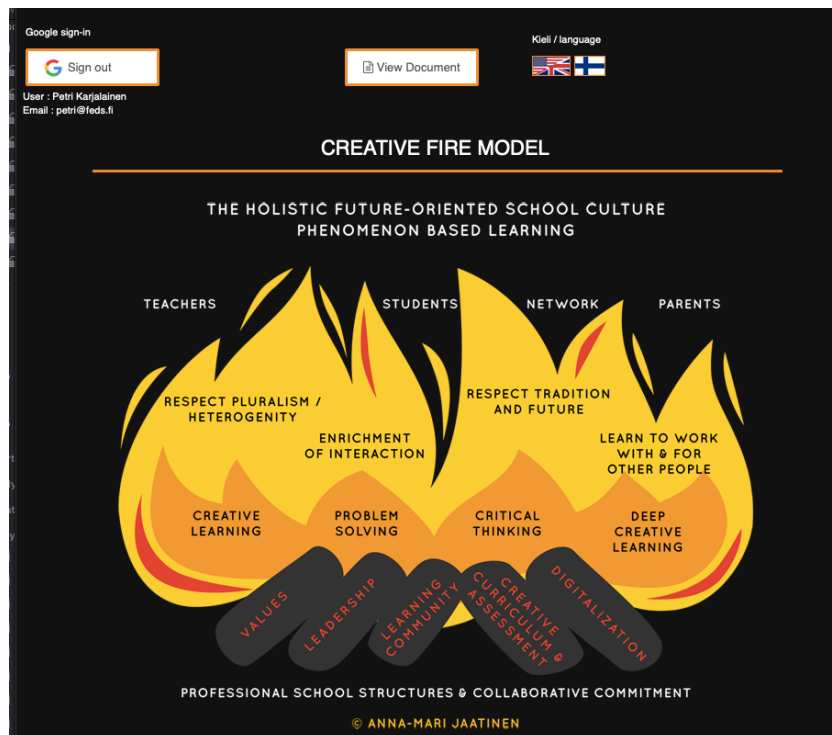 Google sign-in
Kieli / language
Sign out
View Document
User : Petri Karjalainen
Email : petri@feds.fi
CREATIVE FIRE MODEL
THE HOLISTIC FUTURE-ORIENTED SCHOOL CULTURE
PHENOMENON BASED LEARNING
TEACHERS
STUDENTS
NETWORK
PARENTS
RESPECT PLURALISM /
HETEROGENITY
RESPECT TRADITION
AND FUTURE
ENRICHMENT
OF INTERACTION
LEARN TO WORK
WITH & FOR
OTHER PEOPLE
CREATIVE
LEARNING
PROBLEM
SOLVING
CRITICAL
THINKING
DEEP
CREATIVE
LEARNING
VALUES
LEADERSHIP
LEARNING
COMMUNITY
CREATIVE
CURRICULUM &
ASSESSMENT
DIGITALIZATION
PROFESSIONAL SCHOOL STRUCTURES & COLLABORATIVE COMMITMENT
© ANNA-MARI JAATINEN